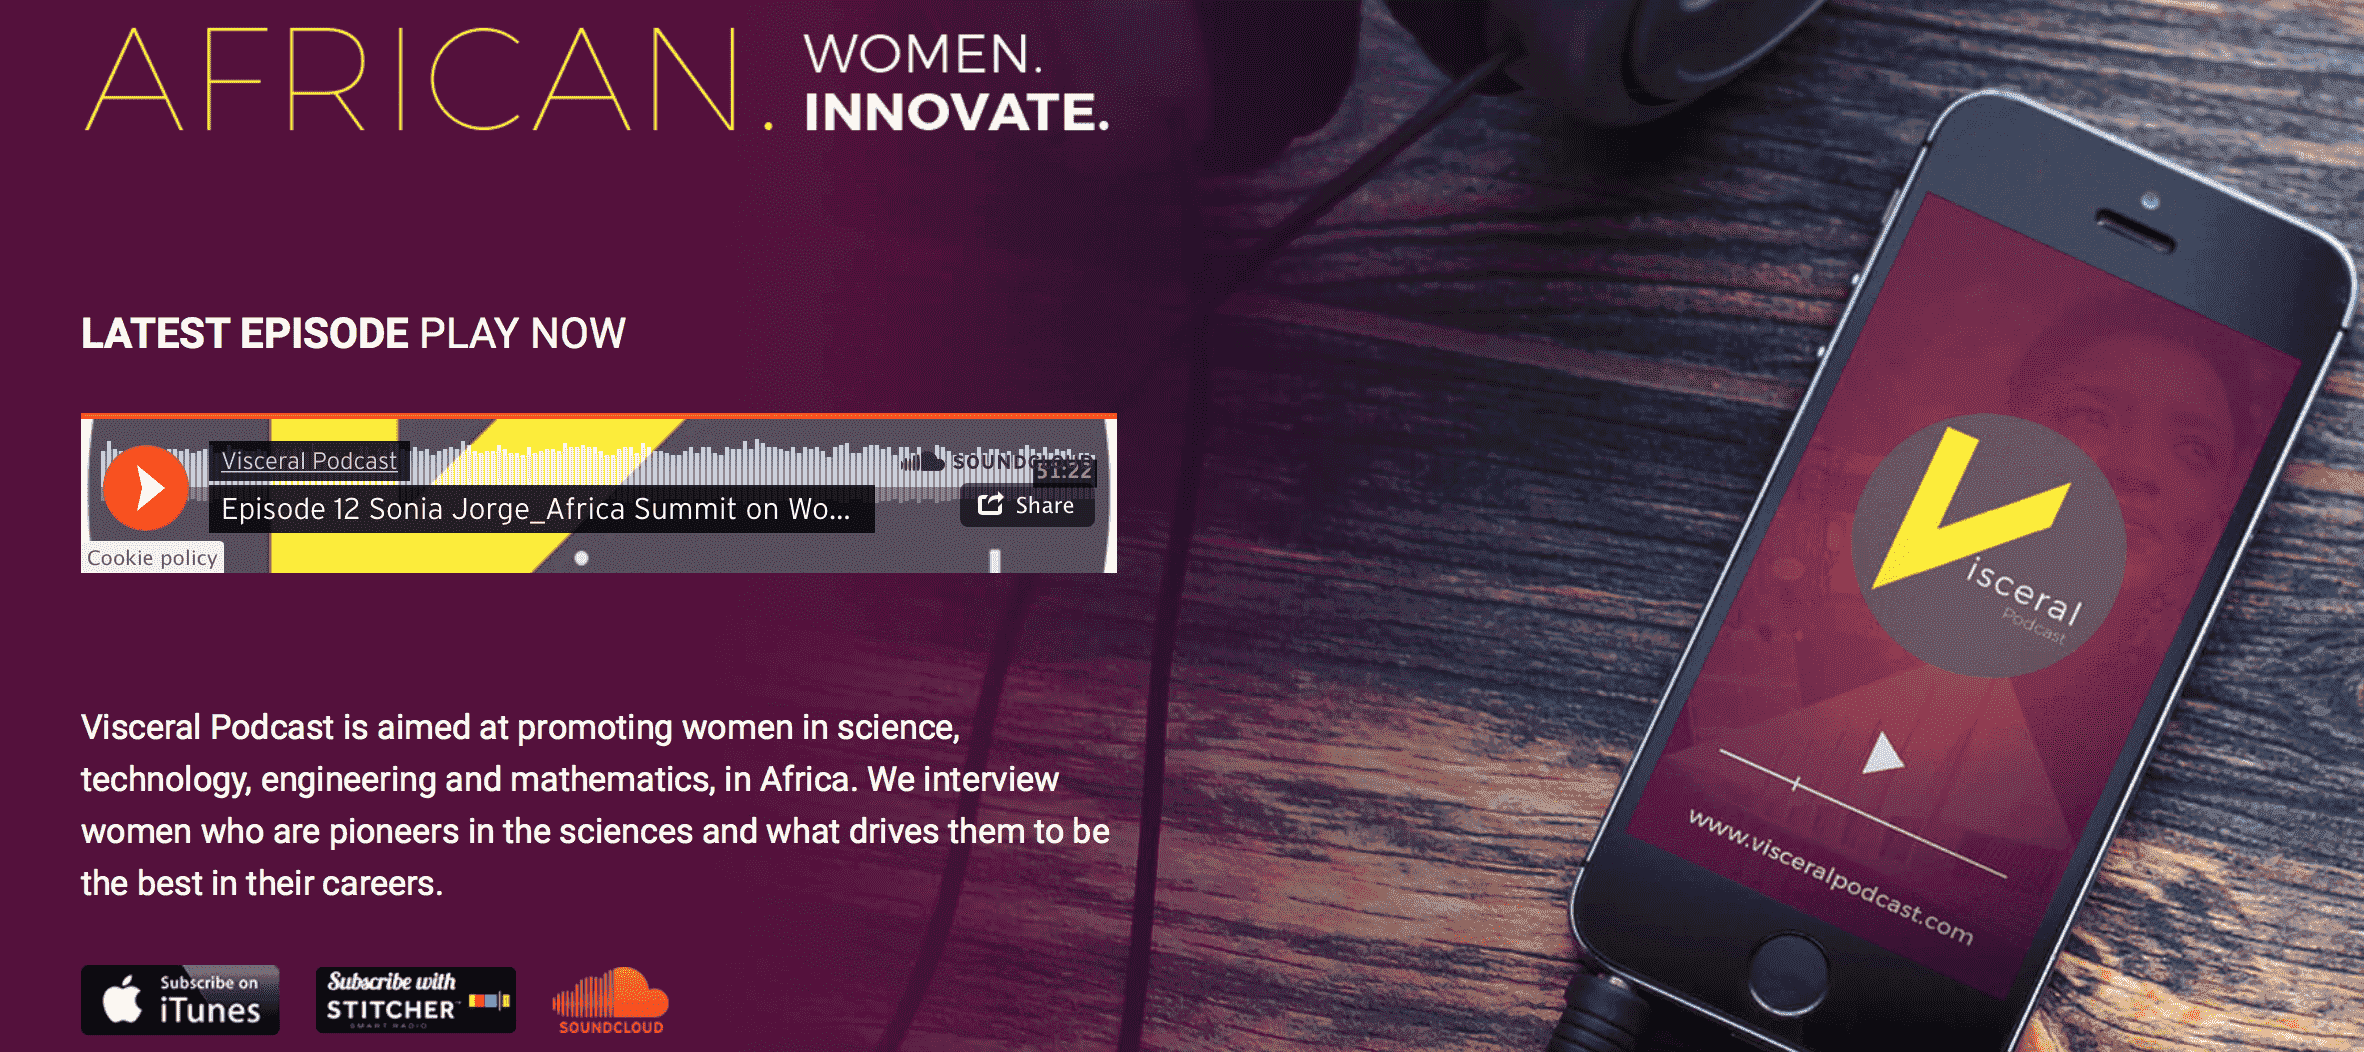 AFRICAN. WOMEN.
INNOVATE.
LATEST EPISODE PLAY NOW
Visceral Podcast
SOUNDCLOUD
51:22
Episode 12 Sonia Jorge_Africa Summit on Wo...
Share
Cookie policy
Visceral Podcast is aimed at promoting women in science,
technology, engineering and mathematics, in Africa. We interview
women who are pioneers in the sciences and what drives them to be
the best in their careers.
Subscribe on
iTunes
Subscribe with
STITCHER
SMART RADIO
SOUNDCLOUD
Visceral
Podcast
www.visceralpodcast.com